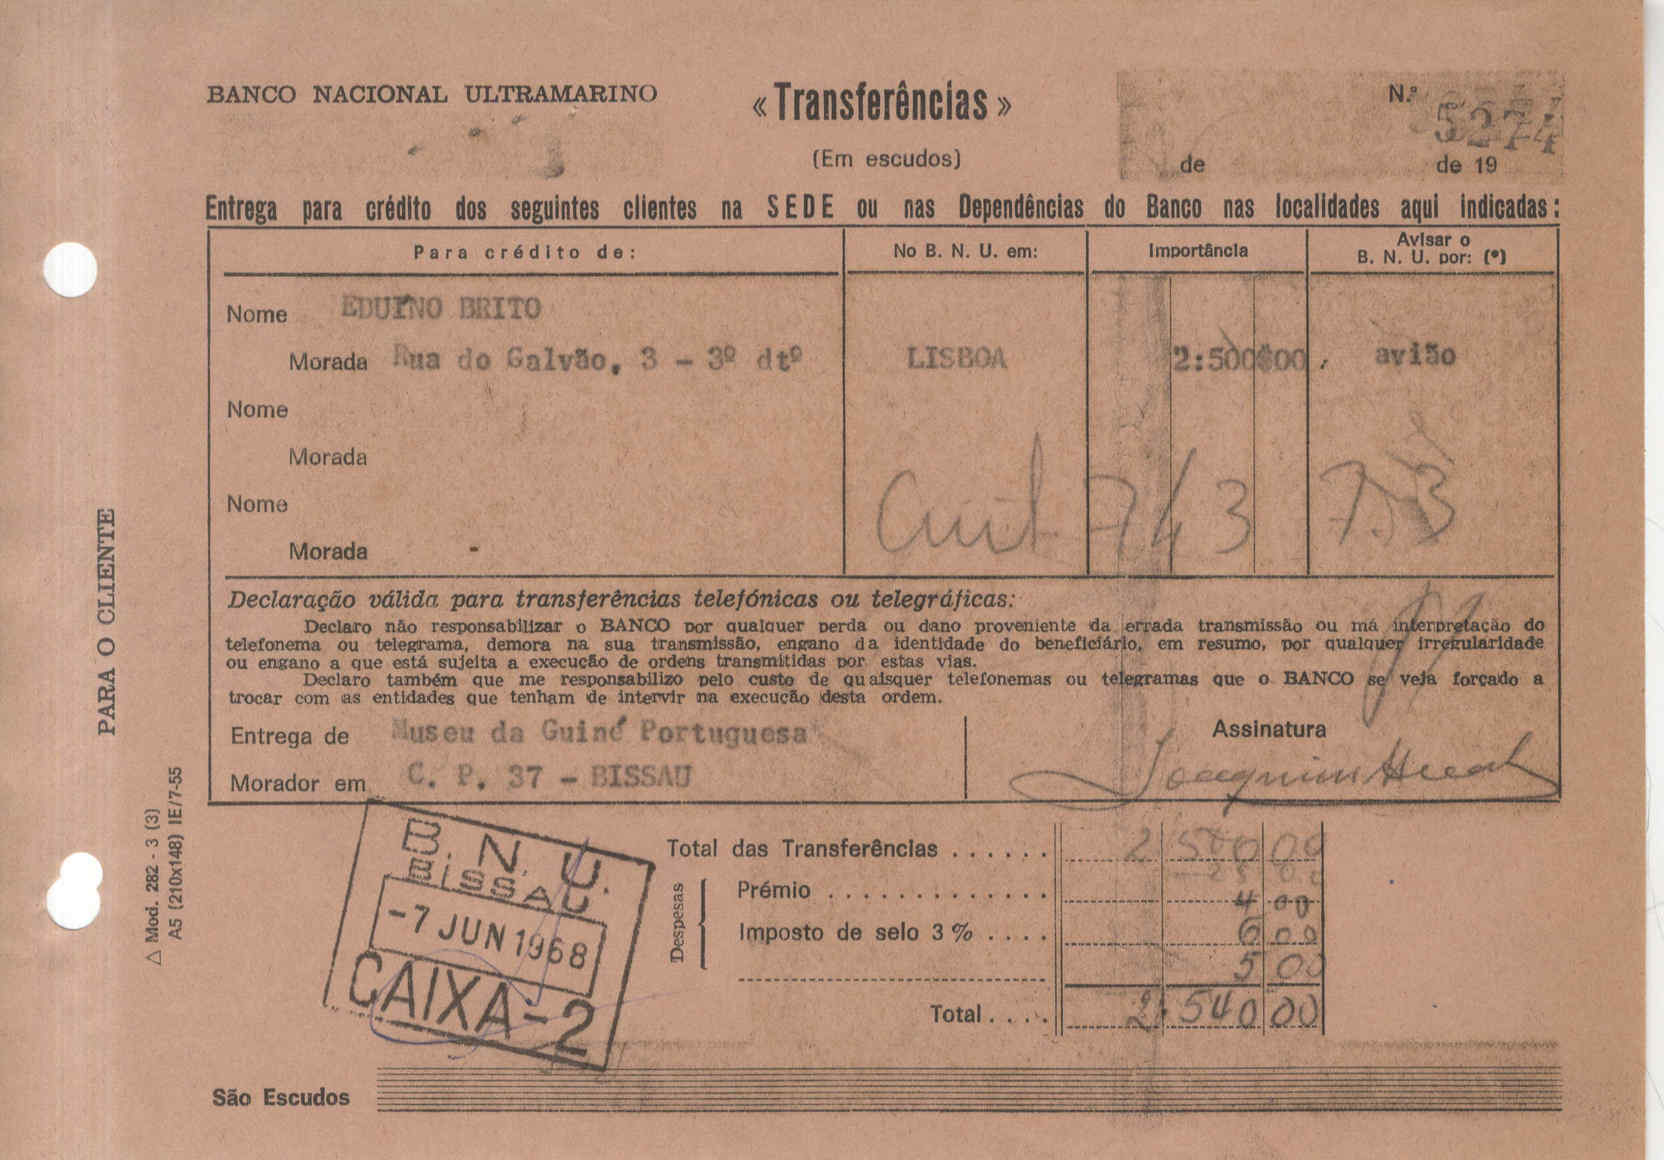 BANCO NACIONAL ULTRAMARINO
«Transferências»
N.º 5274
(Em escudos)
de de 19
Entrega para crédito dos seguintes clientes na SEDE ou nas Dependências do Banco nas localidades aqui indicadas:
Para crédito de: No B. N. U. em: Importância Avisar o B. N. U. por: (*)
Nome EDUINO BRITO
Morada Rua do Galvão, 3 - 3º dtº LISBOA 2:500$00 avião
Nome
Morada
Nome
743
Morada
Declaração válida para transferências telefónicas ou telegráficas:
Declaro não responsabilizar o BANCO por qualquer perda ou dano proveniente da errada transmissão ou má interpretação do
telefonema ou telegrama, demora na sua transmissão, engano da identidade do beneficiário, em resumo, por qualquer irregularidade
ou engano a que está sujeita a execução de ordens transmitidas por estas vias.
Declaro também que me responsabilizo pelo custo de quaisquer telefonemas ou telegramas que o BANCO se veja forçado a
trocar com as entidades que tenham de intervir na execução desta ordem.
Entrega de Museu da Guiné Portuguesa
Assinatura
Morador em C. P. 37 - BISSAU
Joaquim
B. N. U.
BISSAU
-7 JUN 1968
CAIXA-2
Total das Transferências . . . . . . 2 500 00
Despesas
Prémio . . . . . . . . . . . . 4 00
Imposto de selo 3% . . . . 6 00
5 00
Total . . . . 2.540 00
São Escudos
PARA O CLIENTE
△ Mod. 282 - 3 (3)
A5 (210x148) IE/7-55